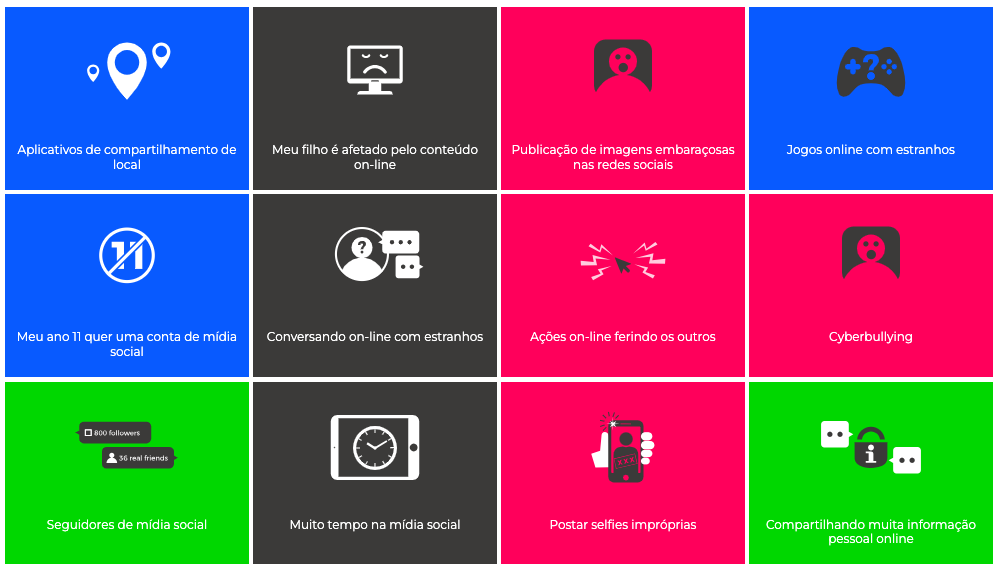 Aplicativos de compartilhamento de
local
Meu filho é afetado pelo conteúdo
on-line
Publicação de imagens embaraçosas
nas redes sociais
?
Jogos online com estranhos
11
Meu ano 11 quer uma conta de mídia
social
?
Conversando on-line com estranhos
Ações on-line ferindo os outros
Cyberbullying
800 followers
36 real friends
Seguidores de mídia social
Muito tempo na mídia social
xxx
Postar selfies impróprias
i
Compartilhando muita informação
pessoal online